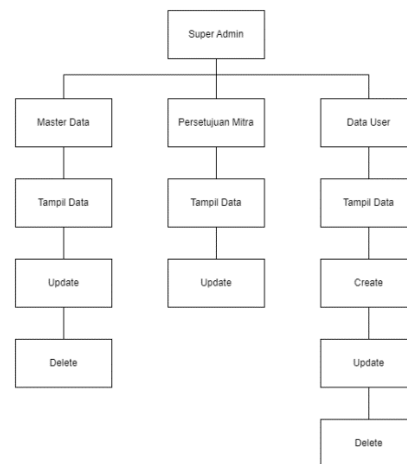 Super Admin
Master Data
Persetujuan Mitra
Data User
Tampil Data
Tampil Data
Tampil Data
Update
Update
Create
Delete
Update
Delete